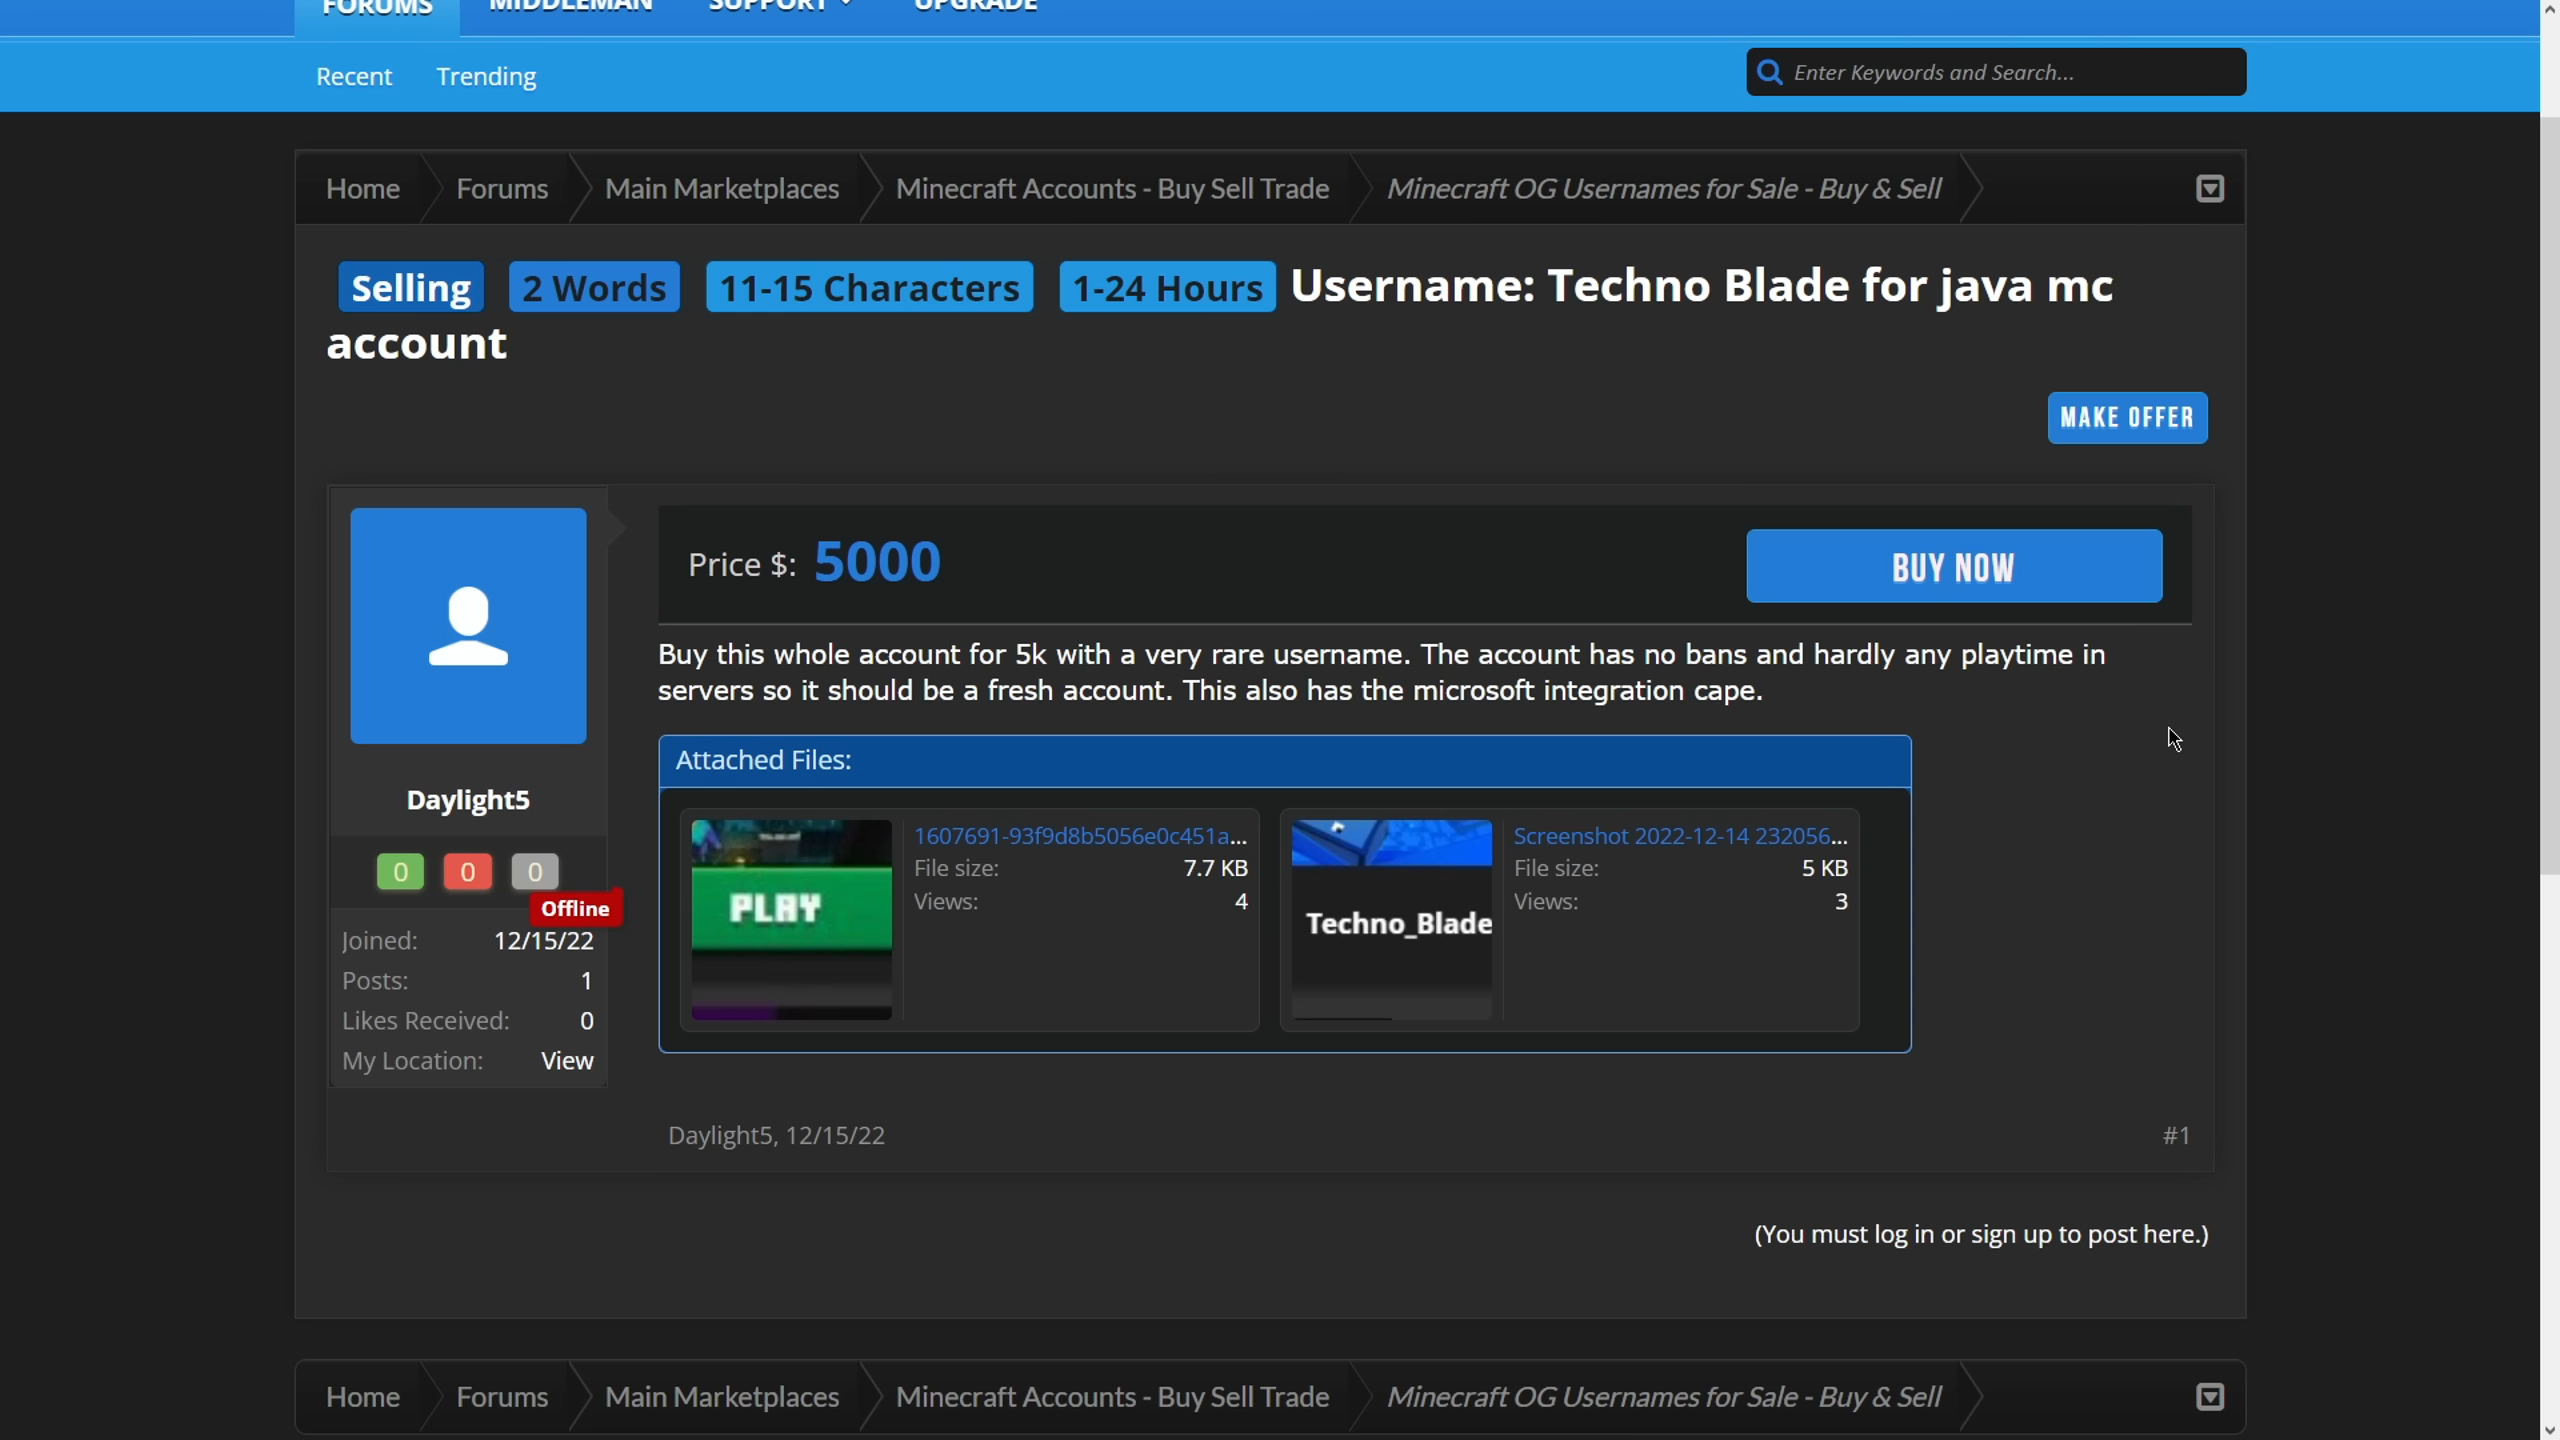 FORUMS MIDDLEMAN SUPPORT UPGRADE
Recent Trending Enter Keywords and Search...
Home Forums Main Marketplaces Minecraft Accounts - Buy Sell Trade Minecraft OG Usernames for Sale - Buy & Sell
Selling 2 Words 11-15 Characters 1-24 Hours Username: Techno Blade for java mc
account
MAKE OFFER
Price $: 5000 BUY NOW
Buy this whole account for 5k with a very rare username. The account has no bans and hardly any playtime in
servers so it should be a fresh account. This also has the microsoft integration cape.
Attached Files:
PLAY
1607691-93f9d8b5056e0c451a...
File size: 7.7 KB
Views: 4
Techno_Blade
Screenshot 2022-12-14 232056...
File size: 5 KB
Views: 3
Daylight5
0 0 0
Offline
Joined: 12/15/22
Posts: 1
Likes Received: 0
My Location: View
Daylight5, 12/15/22 #1
(You must log in or sign up to post here.)
Home Forums Main Marketplaces Minecraft Accounts - Buy Sell Trade Minecraft OG Usernames for Sale - Buy & Sell